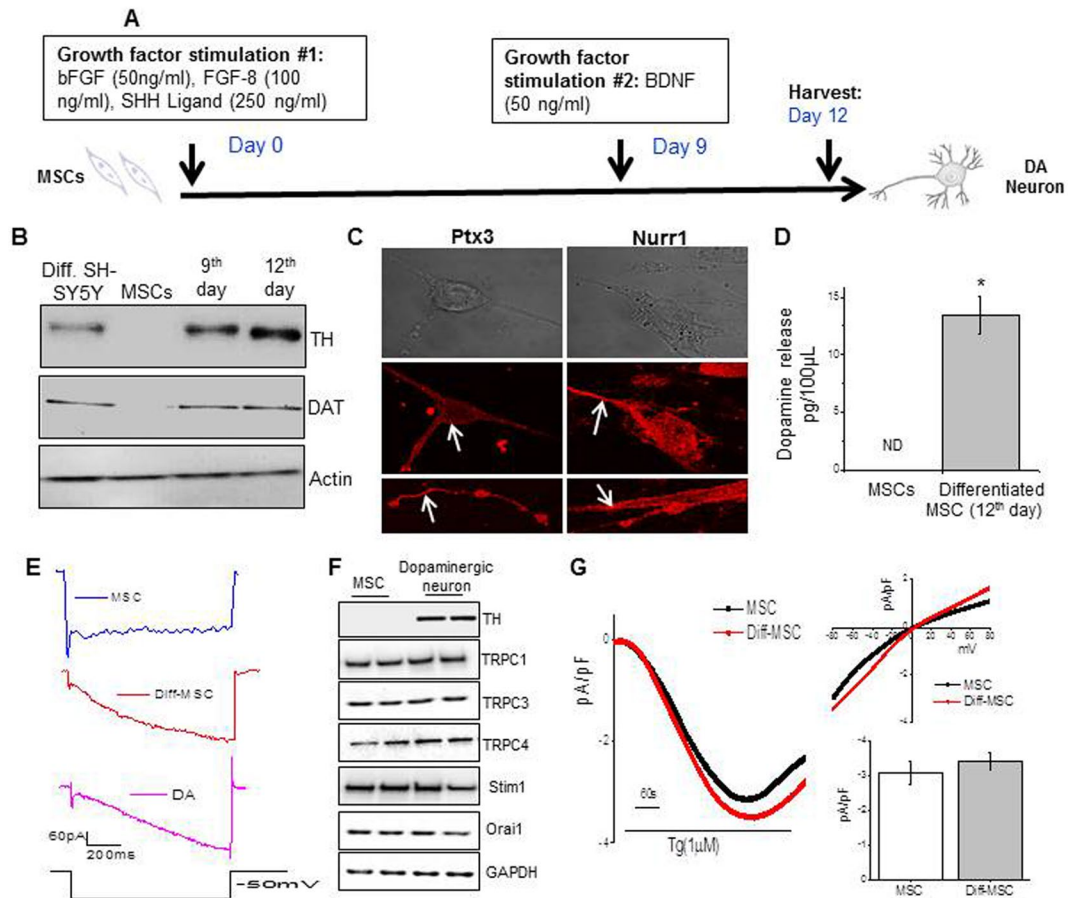 A
Growth factor stimulation #1:
bFGF (50ng/ml), FGF-8 (100
ng/ml), SHH Ligand (250 ng/ml)
Growth factor
stimulation #2: BDNF
(50 ng/ml)
Harvest:
Day 12
Day 0
Day 9
MSCs
DA
Neuron
B
Diff. SH-
SY5Y
MSCs
9th
day
12th
day
TH
DAT
Actin
C
Ptx3
Nurr1
D
Dopamine release
pg/100µL
15
10
5
0
*
ND
MSCs
Differentiated
MSC (12th day)
E
MSC
Diff-MSC
DA
60pA
200ms
-50mV
F
MSC
Dopaminergic
neuron
TH
TRPC1
TRPC3
TRPC4
Stim1
Orai1
GAPDH
G
MSC
Diff-MSC
pA/pF
0
-2
-4
60s
Tg(1µM)
pA/pF
2
-80 -60 -40 -20 0 20 40 60 80
mV
-2
-4
MSC
Diff-MSC
pA/pF
-4
-3
-2
-1
0
MSC
Diff-MSC